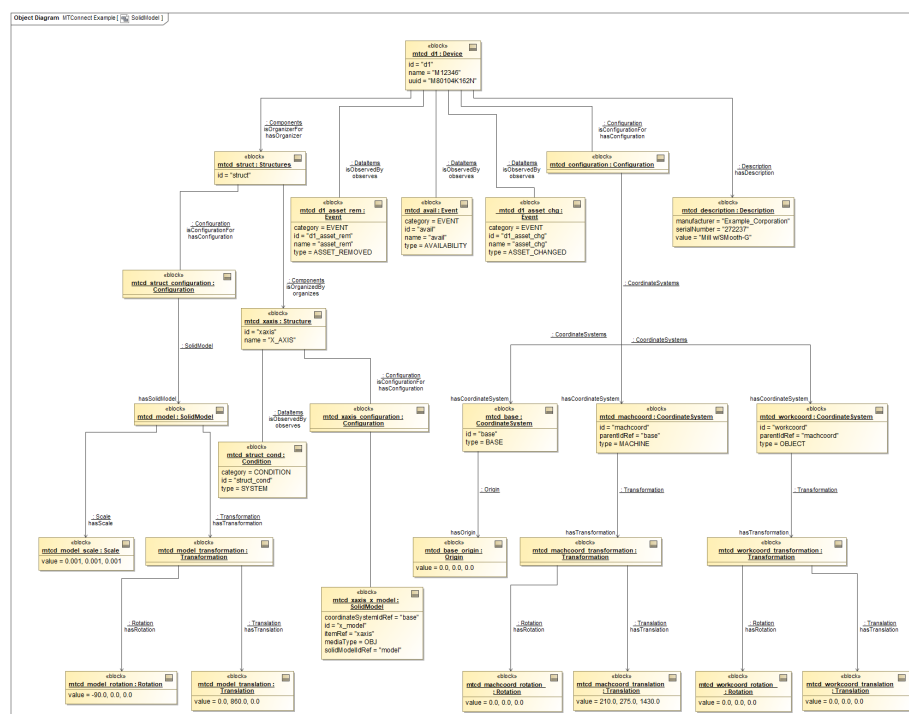 Object Diagram MTConnect Example [ SolidModel ]
«block»
mtcd_d1 : Device
id = "d1"
name = "M12346"
uuid = "M80104K162N"
: Components
isOrganizerFor
hasOrganizer
: DataItems
isObservedBy
observes
: DataItems
isObservedBy
observes
: DataItems
isObservedBy
observes
: Configuration
isConfigurationFor
hasConfiguration
: Description
hasDescription
«block»
mtcd_struct : Structures
id = "struct"
«block»
mtcd_configuration : Configuration
«block»
mtcd_d1_asset_rem :
Event
category = EVENT
id = "d1_asset_rem"
name = "asset_rem"
type = ASSET_REMOVED
«block»
mtcd_avail : Event
category = EVENT
id = "avail"
name = "avail"
type = AVAILABILITY
«block»
d1_asset_chg :
Event
category = EVENT
id = "d1_asset_chg"
name = "asset_chg"
type = ASSET_CHANGED
«block»
mtcd_description : Description
manufacturer = "Example_Corporation"
serialNumber = "272237"
value = "Mill w/SMooth-G"
: Configuration
isConfigurationFor
hasConfiguration
: Components
isOrganizedBy
organizes
: CoordinateSystems
«block»
mtcd_struct_configuration :
Configuration
«block»
mtcd_xaxis : Structure
id = "xaxis"
name = "X_AXIS"
: SolidModel
: Configuration
isConfigurationFor
hasConfiguration
: CoordinateSystems
: CoordinateSystems
hasSolidModel
hasCoordinateSystem
hasCoordinateSystem
hasCoordinateSystem
«block»
mtcd_model : SolidModel
: DataItems
isObservedBy
observes
«block»
mtcd_xaxis_configuration :
Configuration
«block»
mtcd_base :
CoordinateSystem
id = "base"
type = BASE
«block»
mtcd_machcoord : CoordinateSystem
id = "machcoord"
parentIdRef = "base"
type = MACHINE
«block»
mtcd_workcoord : CoordinateSystem
id = "workcoord"
parentIdRef = "machcoord"
type = OBJECT
«block»
mtcd_struct_cond :
Condition
category = CONDITION
id = "struct_cond"
type = SYSTEM
: Scale
hasScale
: Transformation
hasTransformation
: Origin
: Transformation
: Transformation
hasOrigin
hasTransformation
hasTransformation
«block»
mtcd_model_scale : Scale
value = 0.001, 0.001, 0.001
«block»
mtcd_model_transformation :
Transformation
«block»
mtcd_base_origin :
Origin
value = 0.0, 0.0, 0.0
«block»
mtcd_machcoord_transformation :
Transformation
«block»
mtcd_workcoord_transformation :
Transformation
«block»
mtcd_xaxis_x_model :
SolidModel
coordinateSystemIdRef = "base"
id = "x_model"
itemRef = "xaxis"
mediaType = OBJ
solidModelIdRef = "model"
: Rotation
hasRotation
: Translation
hasTranslation
: Rotation
hasRotation
: Translation
hasTranslation
: Rotation
hasRotation
: Translation
hasTranslation
«block»
mtcd_model_rotation : Rotation
value = -90.0, 0.0, 0.0
«block»
mtcd_model_translation :
Translation
value = 0.0, 860.0, 0.0
«block»
mtcd_machcoord_rotation
: Rotation
value = 0.0, 0.0, 0.0
«block»
mtcd_machcoord_translation
: Translation
value = 210.0, 275.0, 1430.0
«block»
mtcd_workcoord_rotation
: Rotation
value = 0.0, 0.0, 0.0
«block»
mtcd_workcoord_translation
: Translation
value = 0.0, 0.0, 0.0